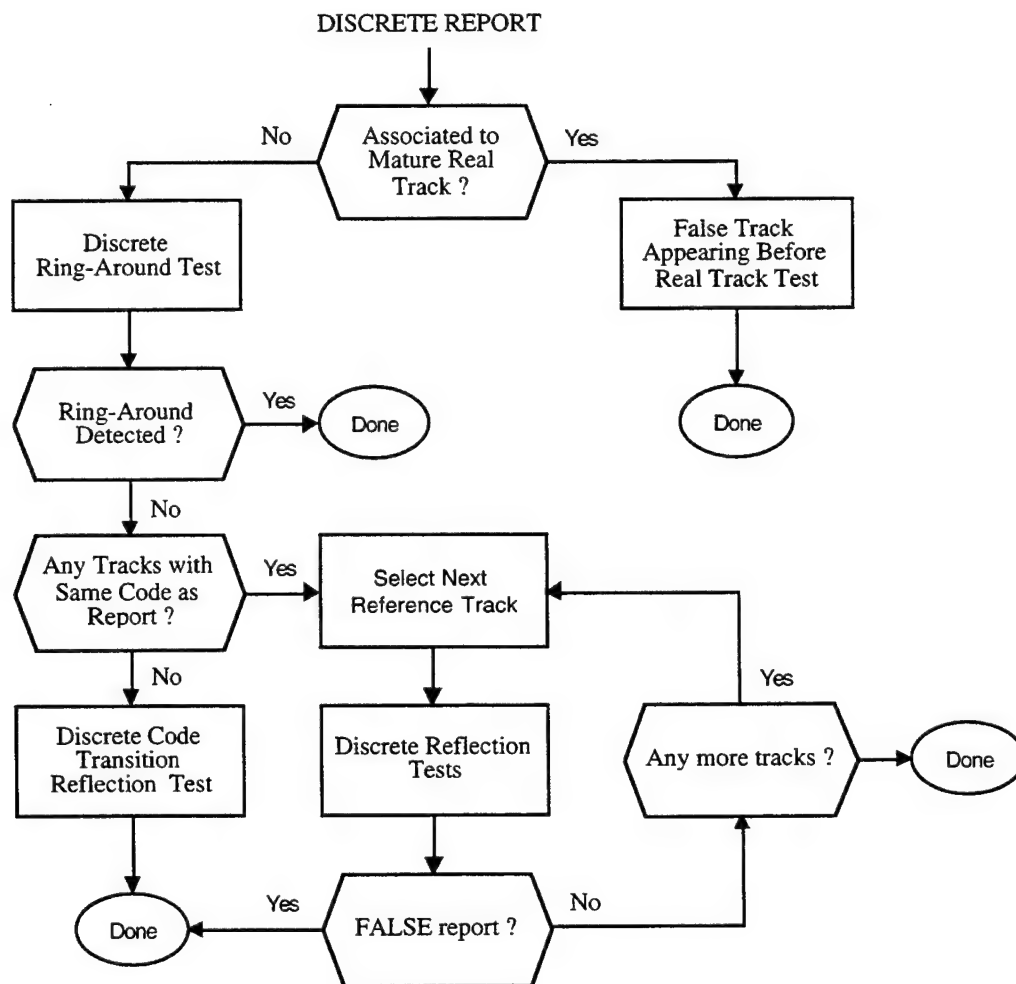 DISCRETE REPORT
No
Associated to
Mature Real
Track ?
Yes
Discrete
Ring-Around Test
False Track
Appearing Before
Real Track Test
Ring-Around
Detected ?
Yes
Done
Done
No
Any Tracks with
Same Code as
Report ?
Yes
Select Next
Reference Track
No
Yes
Discrete Code
Transition
Reflection Test
Discrete Reflection
Tests
Any more tracks ?
Done
Done
Yes
FALSE report ?
No